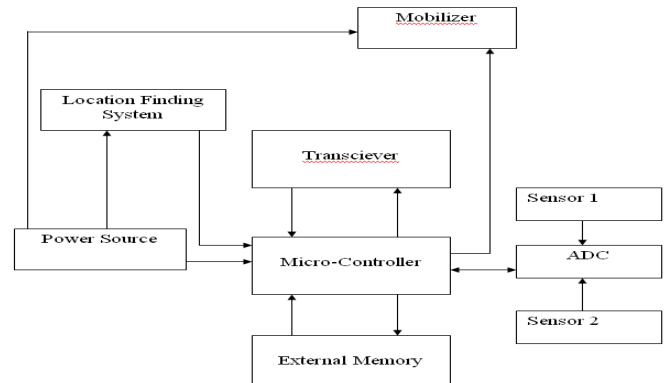 Mobilizer
Location Finding
System
Transciever
Sensor 1
Power Source
Micro-Controller
ADC
Sensor 2
External Memory